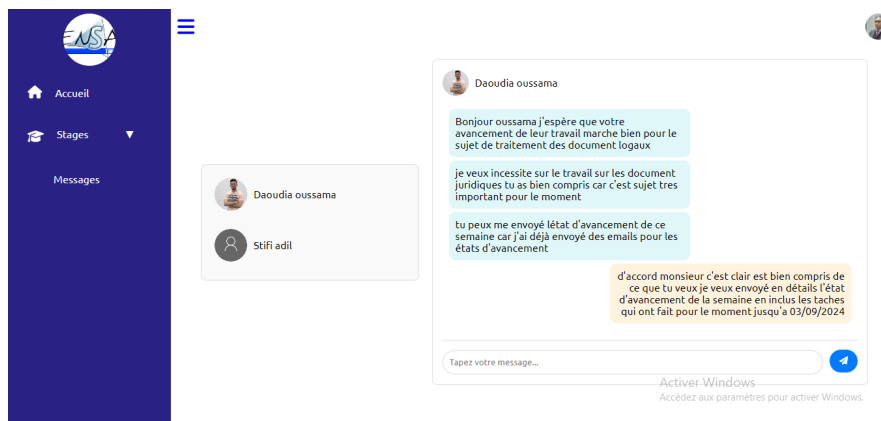 ENSA
Accueil
Stages
Messages
Daoudia oussama
Stifi adil
Daoudia oussama
Bonjour oussama j'espère que votre
avancement de leur travail marche bien pour le
sujet de traitement des document logaux
je veux incessite sur le travail sur les document
juridiques tu as bien compris car c'est sujet tres
important pour le moment
tu peux me envoyé létat d'avancement de ce
semaine car j'ai déjà envoyé des emails pour les
états d'avancement
d'accord monsieur c'est clair est bien compris de
ce que tu veux je veux envoyé en détails l'état
d'avancement de la semaine en inclus les taches
qui ont fait pour le moment jusqu'a 03/09/2024
Tapez votre message...
Activer Windows
Accédez aux paramètres pour activer Windows.